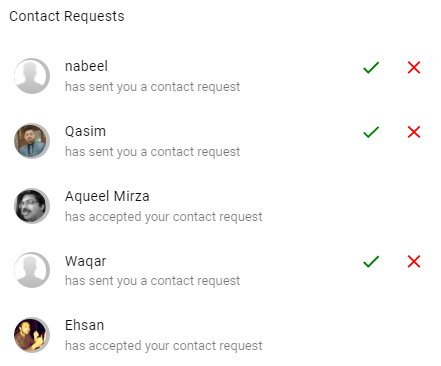 Contact Requests
nabeel
has sent you a contact request
Qasim
has sent you a contact request
Aqueel Mirza
has accepted your contact request
Waqar
has sent you a contact request
Ehsan
has accepted your contact request